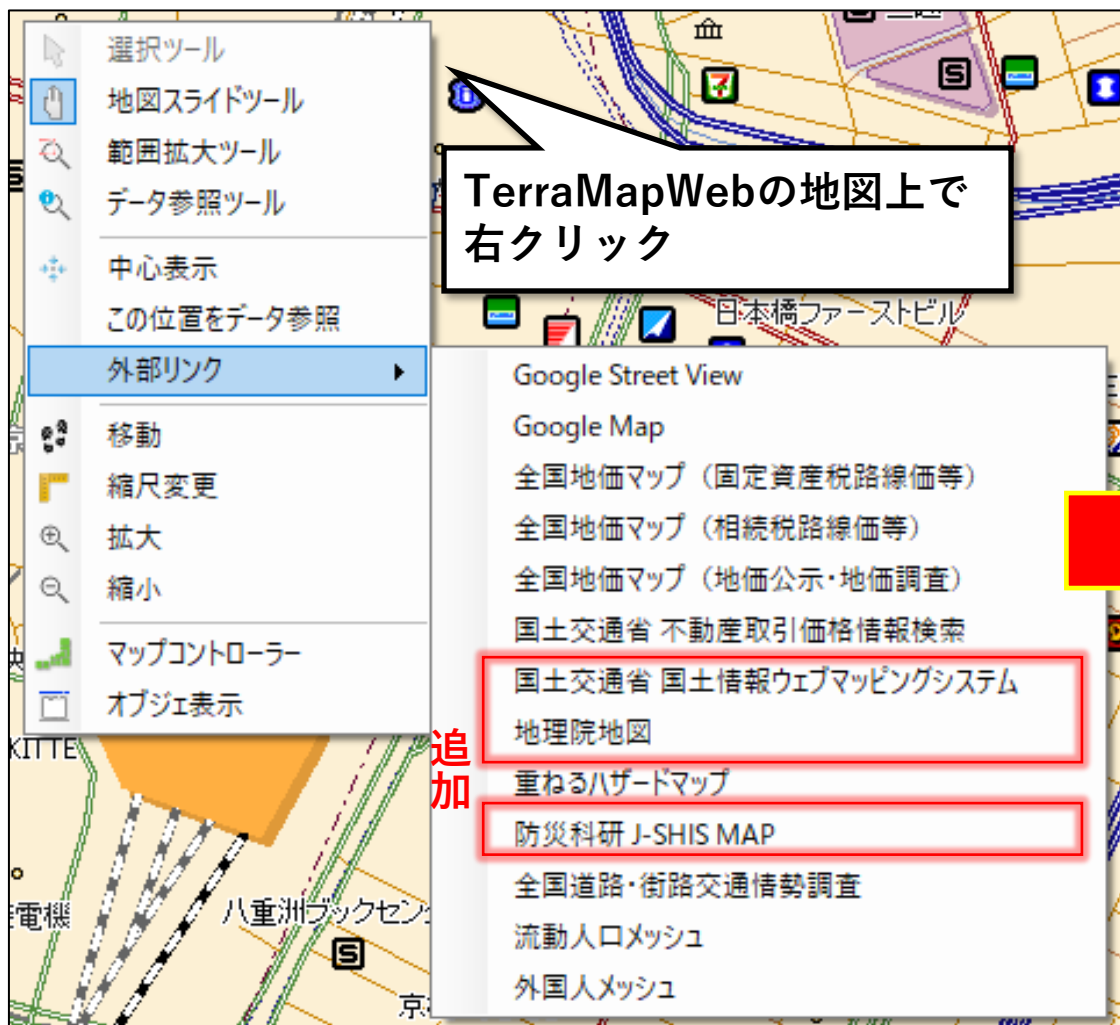 選択ツール
地図スライドツール
範囲拡大ツール
データ参照ツール
中心表示
この位置をデータ参照
外部リンク
移動
縮尺変更
拡大
縮小
マップコントローラー
オブジェ表示
TerraMapWebの地図上で
右クリック
日本橋ファーストビル
Google Street View
Google Map
全国地価マップ（固定資産税路線価等）
全国地価マップ（相続税路線価等）
全国地価マップ（地価公示・地価調査）
国土交通省 不動産取引価格情報検索
国土交通省 国土情報ウェブマッピングシステム
地理院地図
重ねるハザードマップ
防災科研 J-SHIS MAP
全国道路・街路交通情勢調査
流動人口メッシュ
外国人メッシュ
追加
KITTE
電機
八重洲ブックセン
S
S
7
京